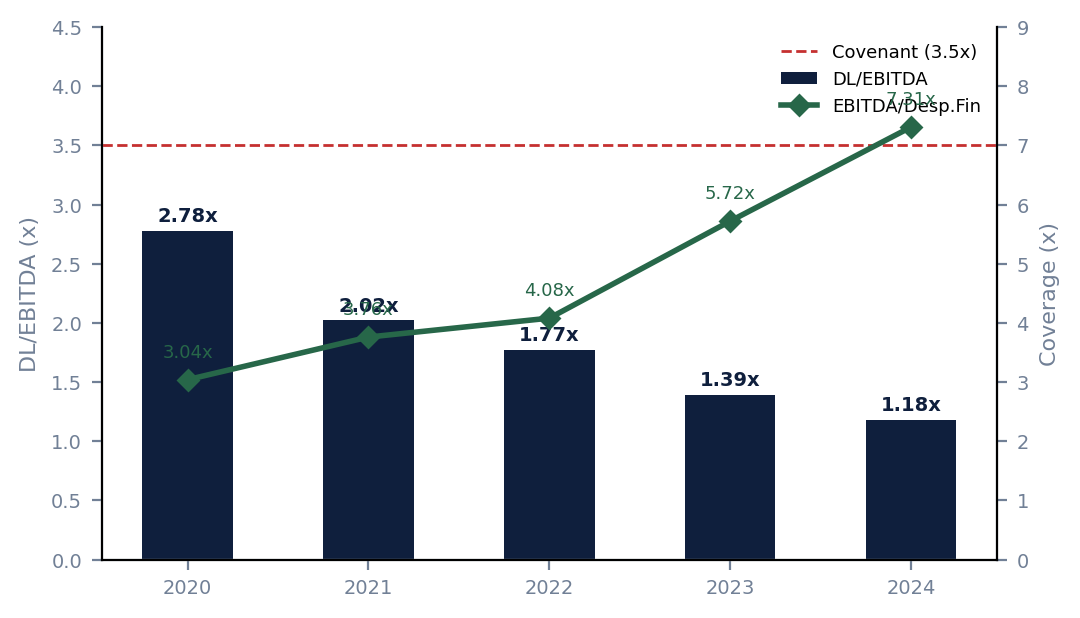 4.5
4.0
3.5
3.0
2.5
2.0
1.5
1.0
0.5
0.0
DL/EBITDA (x)
9
8
7
6
5
4
3
2
1
0
Coverage (x)
Covenant (3.5x)
DL/EBITDA
EBITDA/Desp.Fin
2.78x
2.02x
1.77x
1.39x
1.18x
3.04x
3.76x
4.08x
5.72x
7.31x
2020
2021
2022
2023
2024